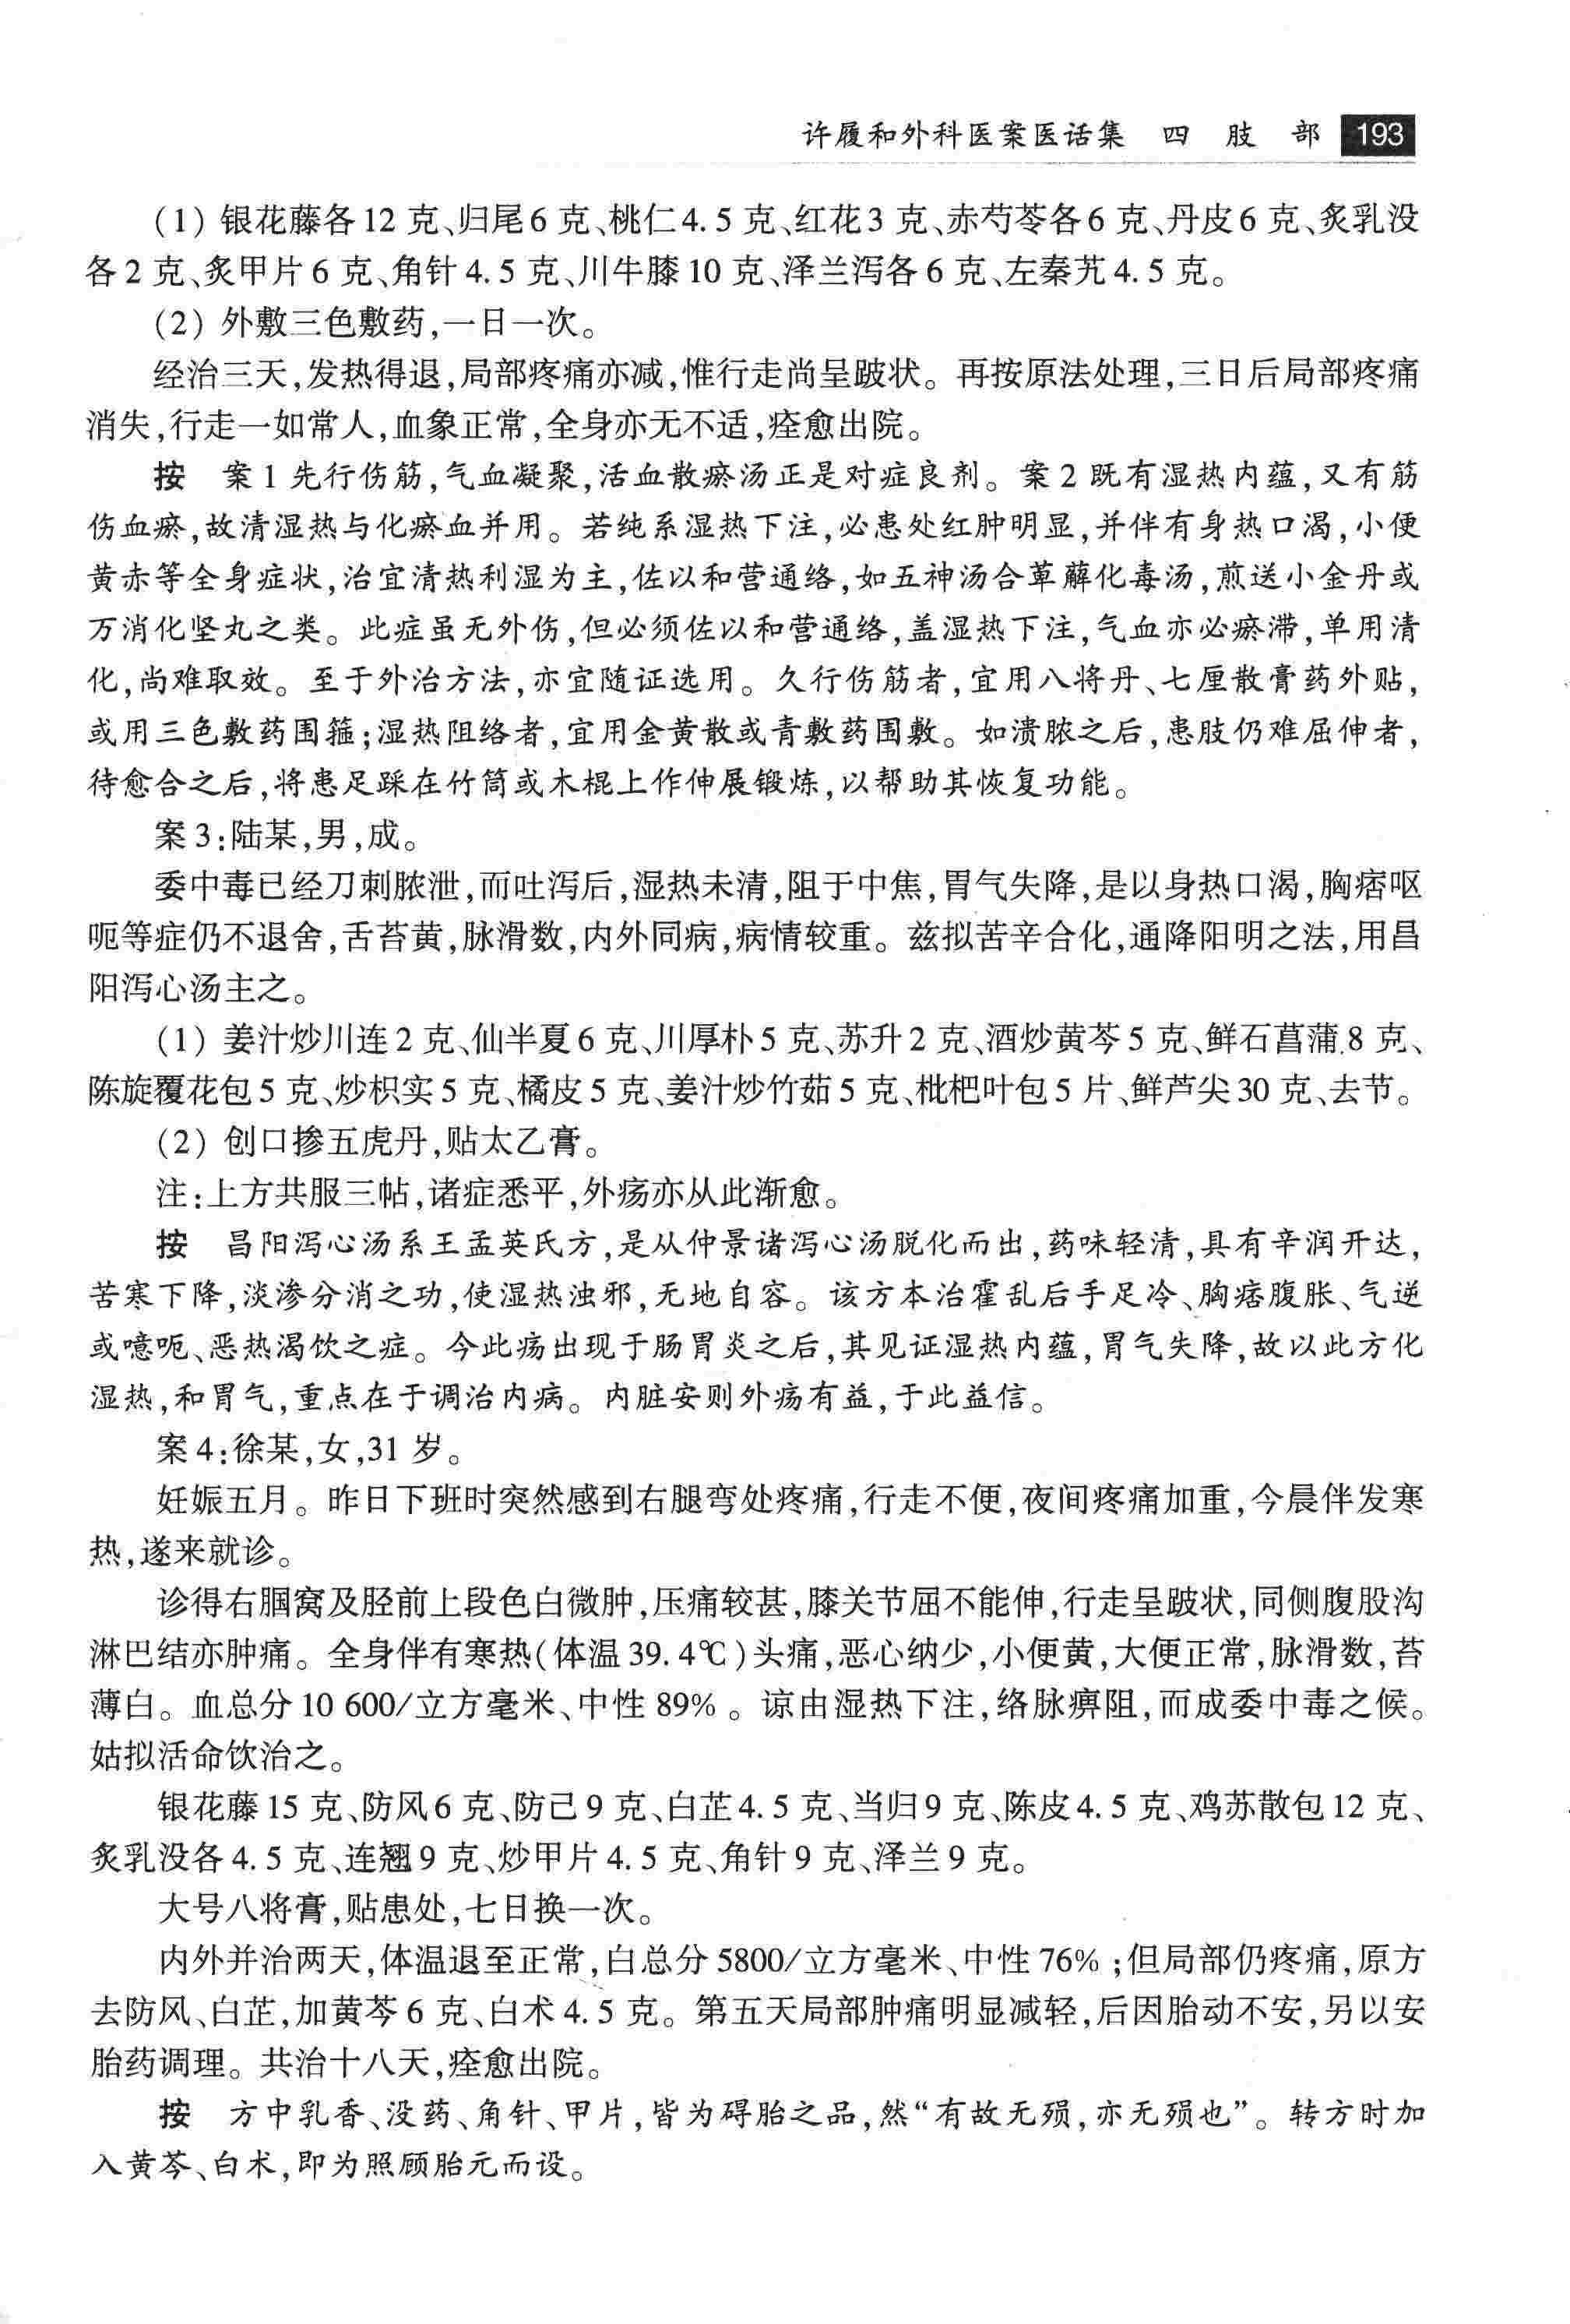 许履和外科医案医话集 四 肢 部 193
(1) 银花藤各12克、归尾6克、桃仁4.5克、红花3克、赤芍苓各6克、丹皮6克、炙乳没
各2克、炙甲片6克、角针4.5克、川牛膝10克、泽兰泻各6克、左秦艽4.5克。
(2) 外敷三色敷药,一日一次。
经治三天,发热得退,局部疼痛亦减,惟行走尚呈跛状。再按原法处理,三日后局部疼痛
消失,行走一如常人,血象正常,全身亦无不适,痊愈出院。
按 案1先行伤筋,气血凝聚,活血散瘀汤正是对症良剂。案2既有湿热内蕴,又有筋
伤血瘀,故清湿热与化瘀血并用。若纯系湿热下注,必患处红肿明显,并伴有身热口渴,小便
黄赤等全身症状,治宜清热利湿为主,佐以和营通络,如五神汤合萆薢化毒汤,煎送小金丹或
万消化坚丸之类。此症虽无外伤,但必须佐以和营通络,盖湿热下注,气血亦必瘀滞,单用清
化,尚难取效。至于外治方法,亦宜随证选用。久行伤筋者,宜用八将丹、七厘散膏药外贴,
或用三色敷药围箍;湿热阻络者,宜用金黄散或青敷药围敷。如溃脓之后,患肢仍难屈伸者,
待愈合之后,将患足踩在竹筒或木棍上作伸展锻炼,以帮助其恢复功能。
案3:陆某,男,成。
委中毒已经刀刺脓泄,而吐泻后,湿热未清,阻于中焦,胃气失降,是以身热口渴,胸痞呕
呃等症仍不退舍,舌苔黄,脉滑数,内外同病,病情较重。兹拟苦辛合化,通降阳明之法,用昌
阳泻心汤主之。
(1) 姜汁炒川连2克、仙半夏6克、川厚朴5克、苏升2克、酒炒黄芩5克、鲜石菖蒲8克、
陈旋覆花包5克、炒枳实5克、橘皮5克、姜汁炒竹茹5克、枇杷叶包5片、鲜芦尖30克、去节。
(2) 创口掺五虎丹,贴太乙膏。
注:上方共服三帖,诸症悉平,外疡亦从此渐愈。
按 昌阳泻心汤系王孟英氏方,是从仲景诸泻心汤脱化而出,药味轻清,具有辛润开达,
苦寒下降,淡渗分消之功,使湿热浊邪,无地自容。该方本治霍乱后手足冷、胸痞腹胀、气逆
或噫呃、恶热渴饮之症。今此疡出现于肠胃炎之后,其见证湿热内蕴,胃气失降,故以此方化
湿热,和胃气,重点在于调治内病。内脏安则外疡有益,于此益信。
案4:徐某,女,31岁。
妊娠五月。昨日下班时突然感到右腿弯处疼痛,行走不便,夜间疼痛加重,今晨伴发寒
热,遂来就诊。
诊得右腘窝及胫前上段色白微肿,压痛较甚,膝关节屈不能伸,行走呈跛状,同侧腹股沟
淋巴结亦肿痛。全身伴有寒热(体温39.4℃)头痛,恶心纳少,小便黄,大便正常,脉滑数,苔
薄白。血总分10 600/立方毫米、中性89%。谅由湿热下注,络脉痹阻,而成委中毒之候。
姑拟活命饮治之。
银花藤15克、防风6克、防己9克、白芷4.5克、当归9克、陈皮4.5克、鸡苏散包12克、
炙乳没各4.5克、连翘9克、炒甲片4.5克、角针9克、泽兰9克。
大号八将膏,贴患处,七日换一次。
内外并治两天,体温退至正常,白总分5800/立方毫米、中性76%;但局部仍疼痛,原方
去防风、白芷,加黄芩6克、白术4.5克。第五天局部肿痛明显减轻,后因胎动不安,另以安
胎药调理。共治十八天,痊愈出院。
按 方中乳香、没药、角针、甲片,皆为碍胎之品,然“有故无殒,亦无殒也”。转方时加
入黄芩、白术,即为照顾胎元而设。